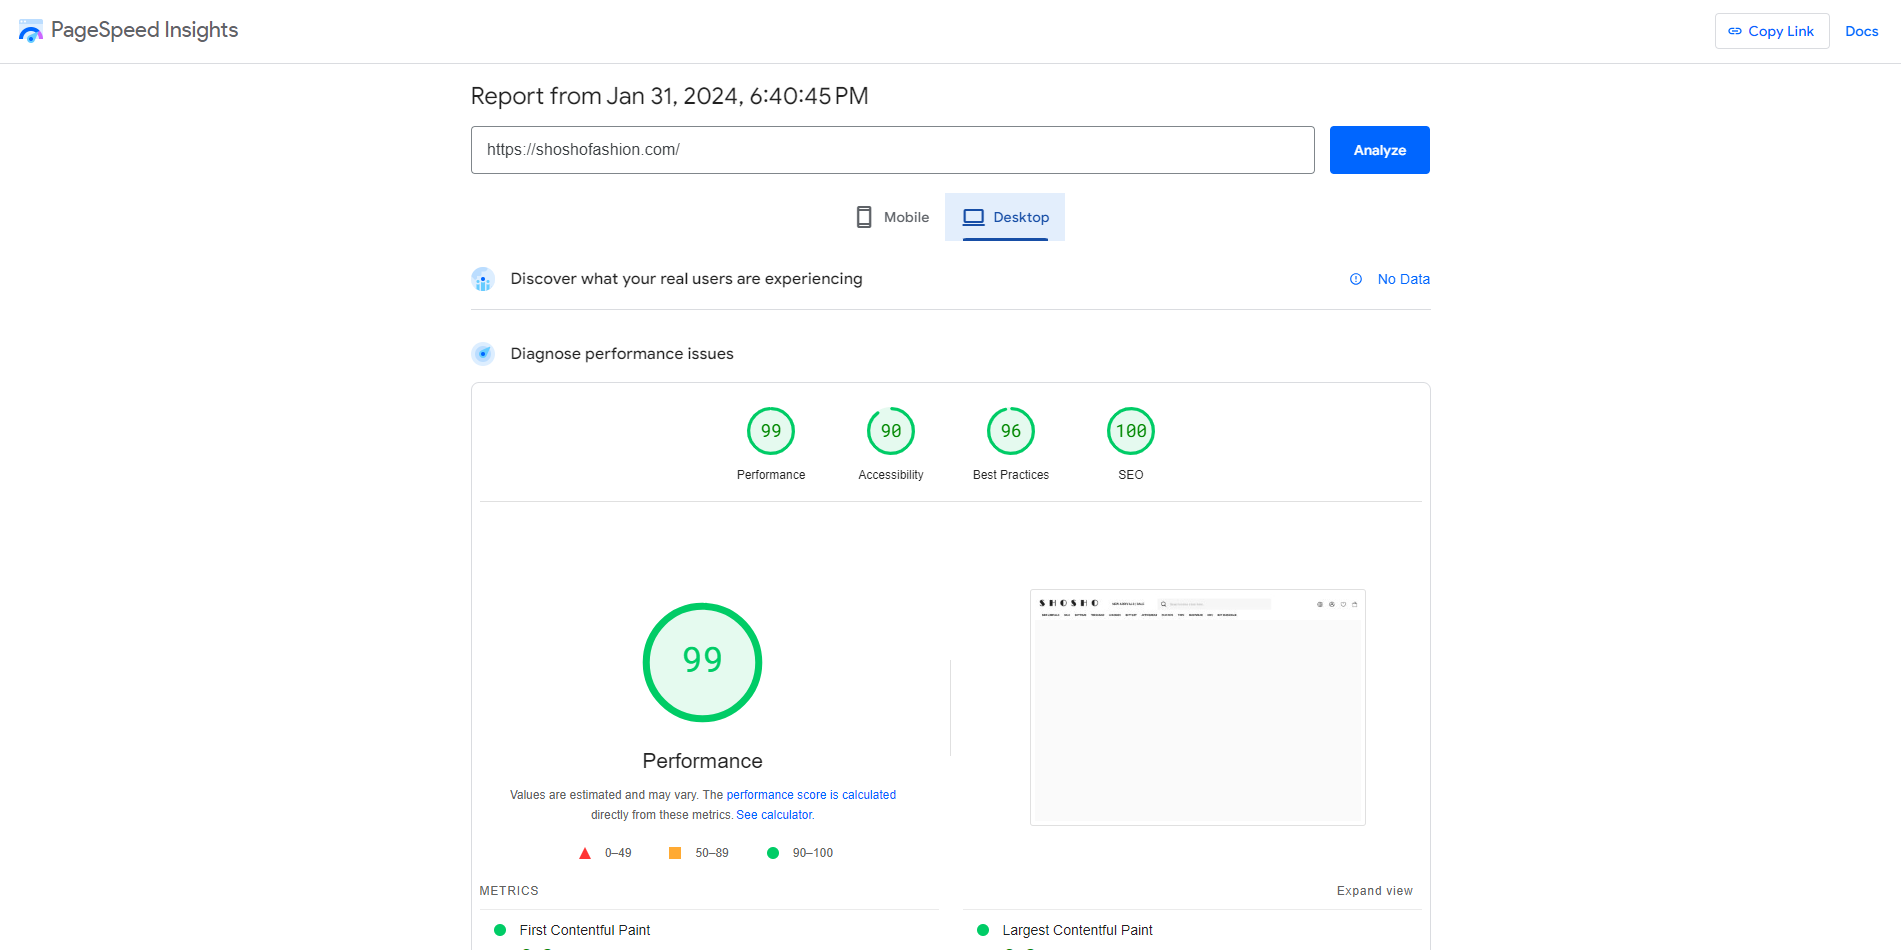 PageSpeed Insights
Copy Link
Docs
Report from Jan 31, 2024, 6:40:45 PM
https://shoshofashion.com/
Analyze
Mobile
Desktop
Discover what your real users are experiencing
No Data
Diagnose performance issues
99
90
96
100
Performance
Accessibility
Best Practices
SEO
99
SHOSHO
Performance
Values are estimated and may vary. The performance score is calculated
directly from these metrics. See calculator.
0–49
50–89
90–100
METRICS
Expand view
First Contentful Paint
Largest Contentful Paint